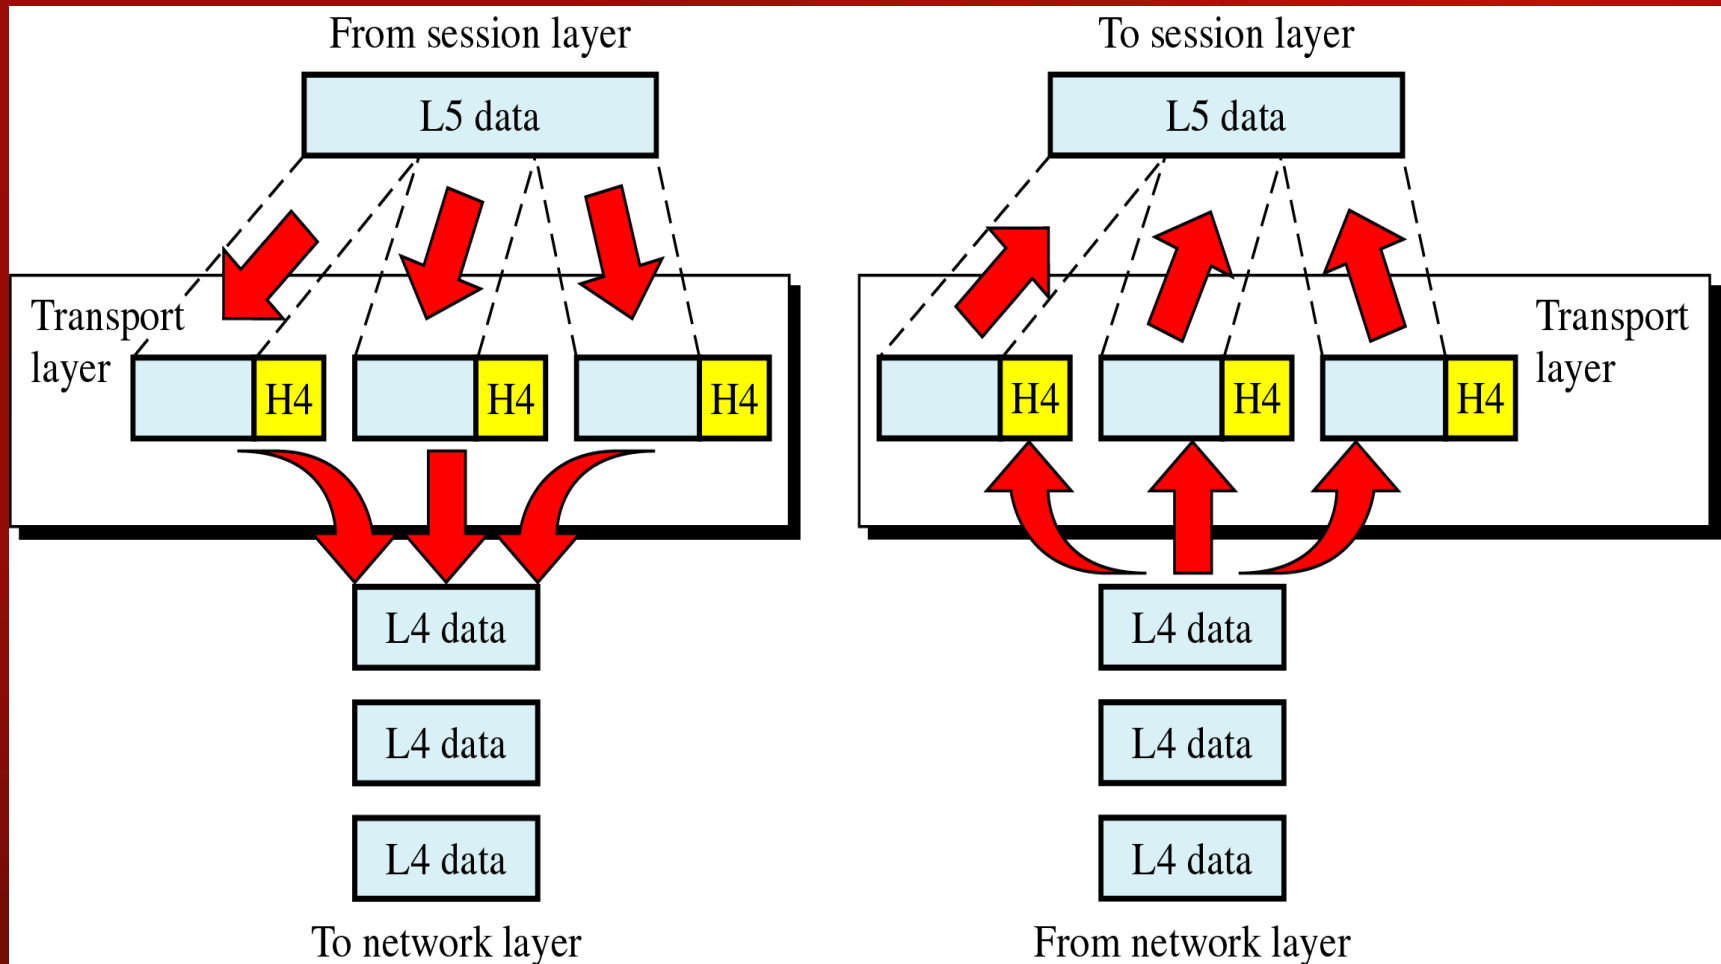 From session layer
L5 data
Transport
layer
H4
H4
H4
L4 data
L4 data
L4 data
To network layer
To session layer
L5 data
Transport
layer
H4
H4
H4
L4 data
L4 data
L4 data
From network layer